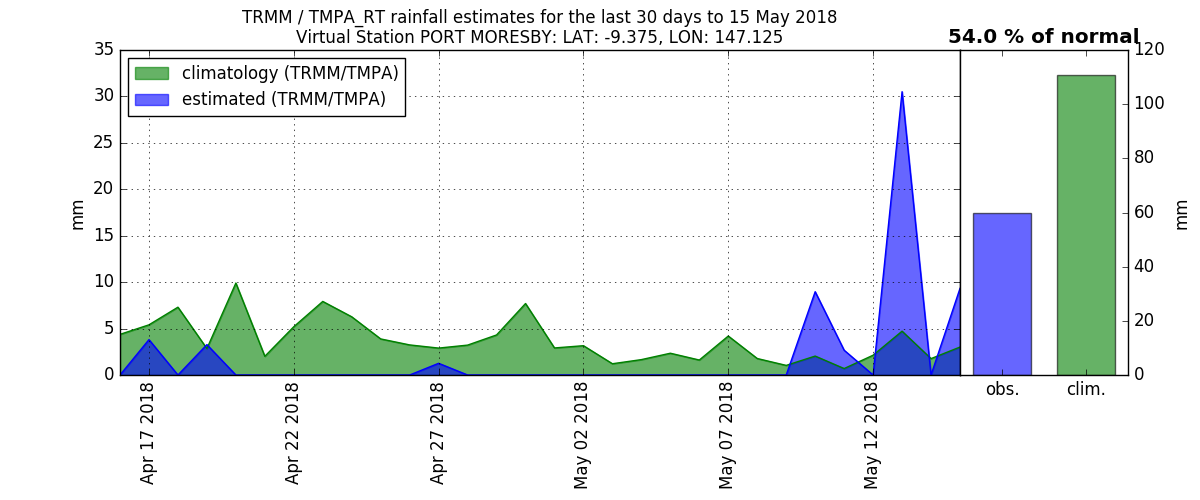 TRMM / TMPA_RT rainfall estimates for the last 30 days to 15 May 2018
Virtual Station PORT MORESBY: LAT: -9.375, LON: 147.125
54.0 % of normal
climatology (TRMM/TMPA)
estimated (TRMM/TMPA)
35
30
25
20
15
10
5
0
mm
Apr 17 2018
Apr 22 2018
Apr 27 2018
May 02 2018
May 07 2018
May 12 2018
120
100
80
60
40
20
0
mm
obs.
clim.